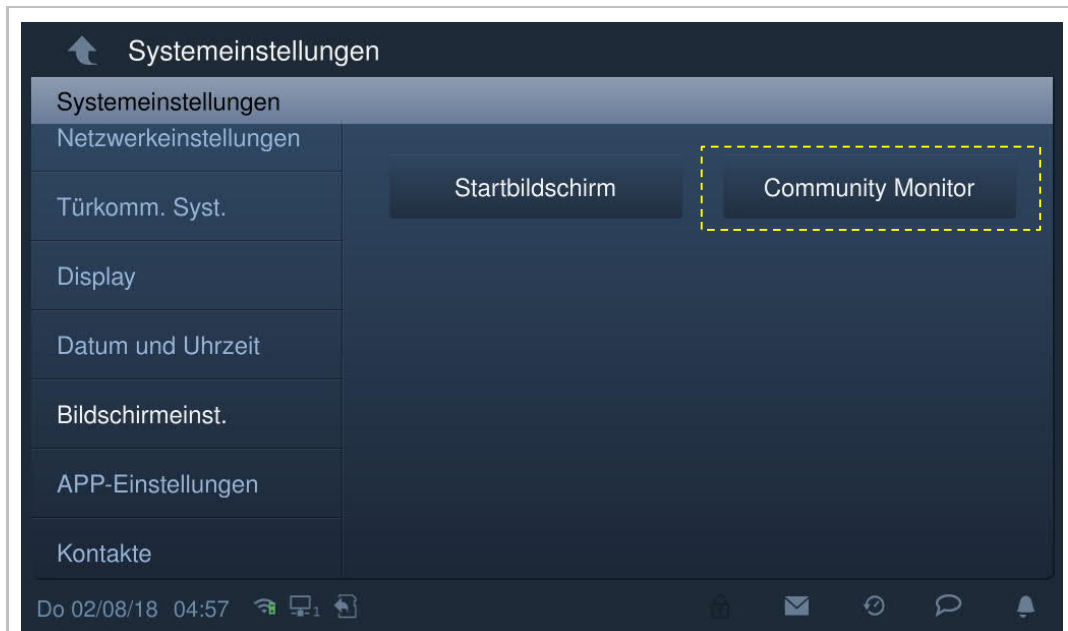 Systemeinstellungen
Systemeinstellungen
Netzwerkeinstellungen
Startbildschirm
Community Monitor
Türkomm. Syst.
Display
Datum und Uhrzeit
Bildschirmeinst.
APP-Einstellungen
Kontakte
Do 02/08/18 04:57 1